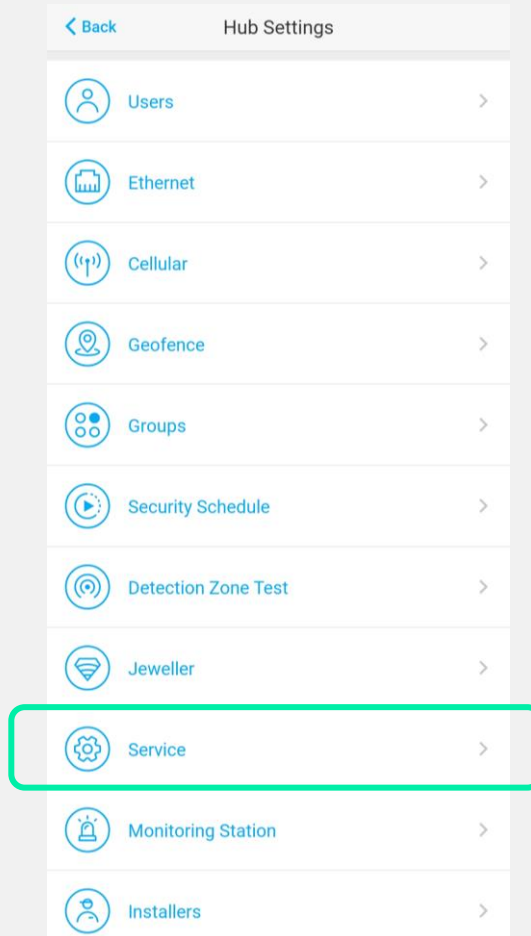 Back Hub Settings
Users
Ethernet
Cellular
Geofence
Groups
Security Schedule
Detection Zone Test
Jeweller
Service
Monitoring Station
Installers